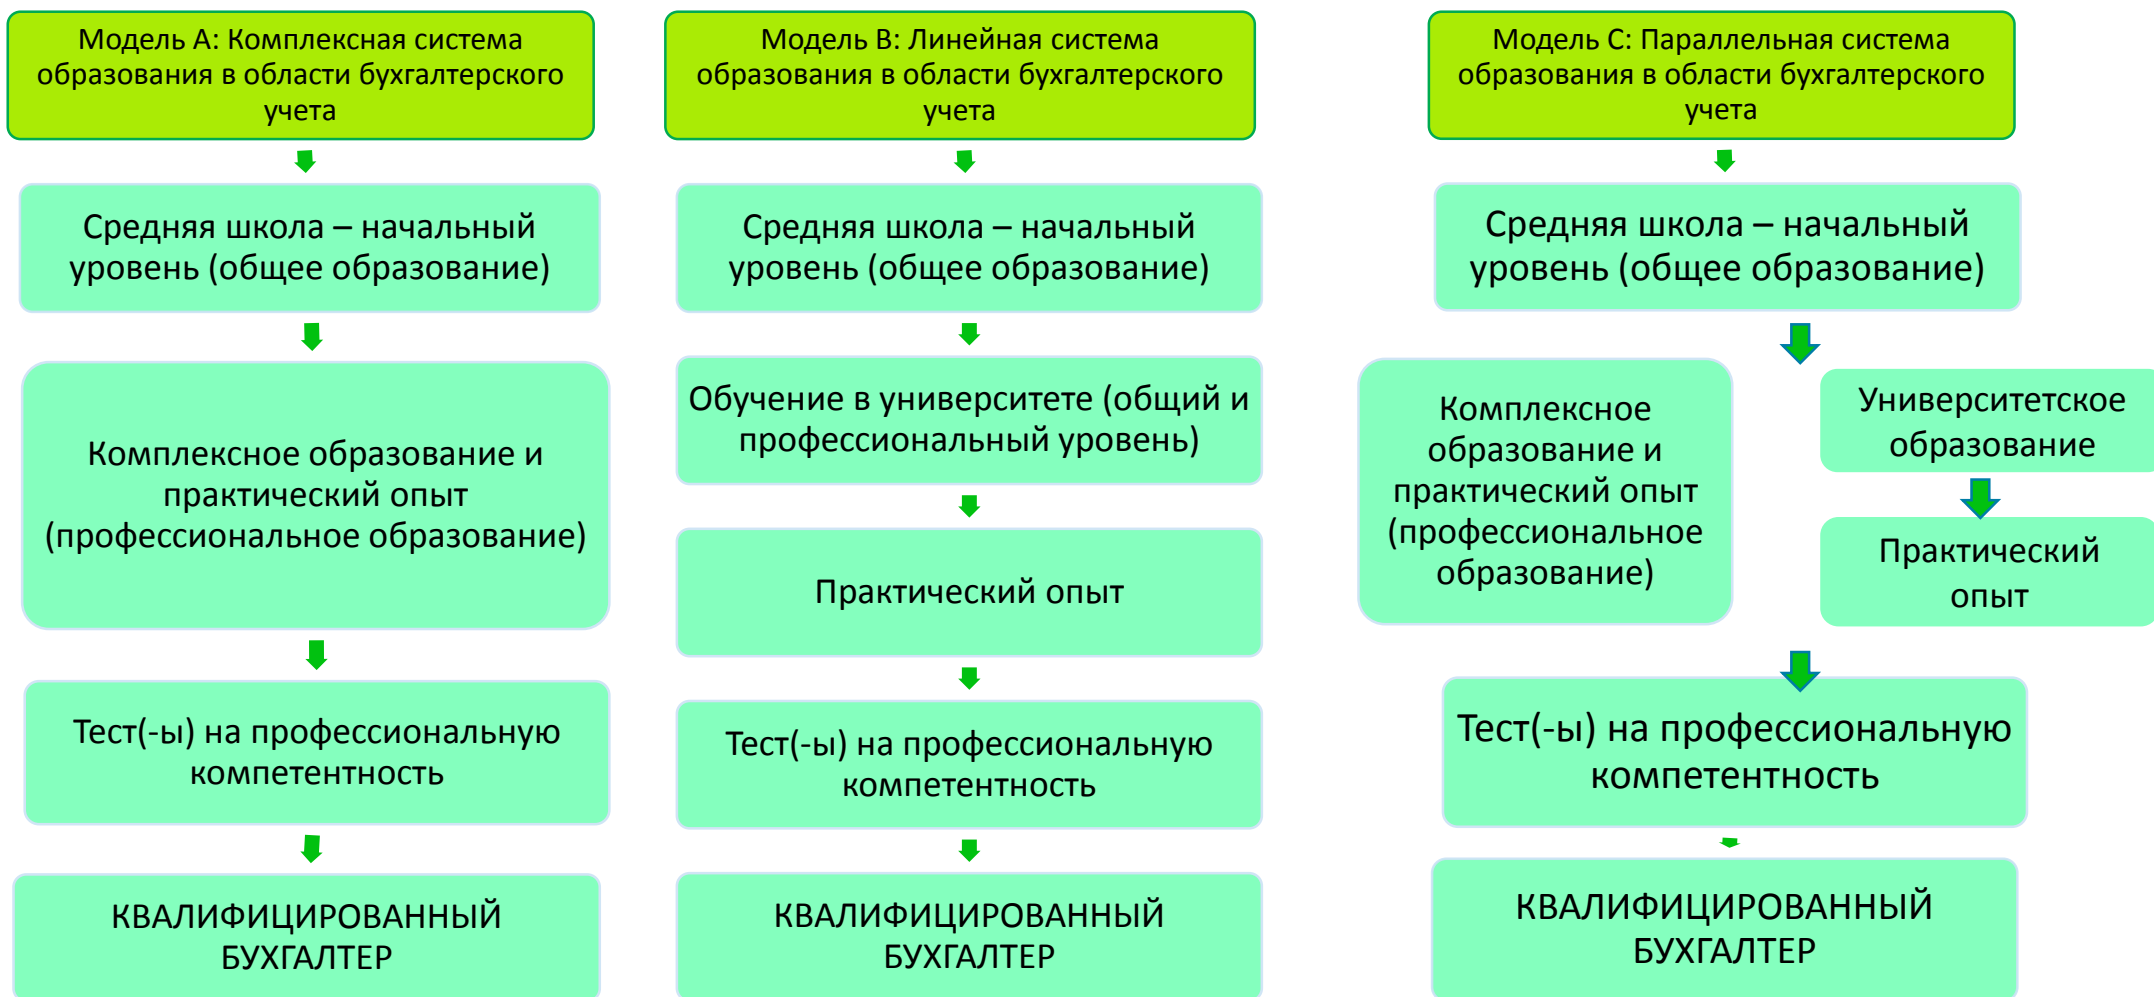 Модель А: Комплексная система
образования в области бухгалтерского
учета
Средняя школа – начальный
уровень (общее образование)
Комплексное образование и
практический опыт
(профессиональное образование)
Тест(-ы) на профессиональную
компетентность
КВАЛИФИЦИРОВАННЫЙ
БУХГАЛТЕР
Модель В: Линейная система
образования в области бухгалтерского
учета
Средняя школа – начальный
уровень (общее образование)
Обучение в университете (общий и
профессиональный уровень)
Практический опыт
Тест(-ы) на профессиональную
компетентность
КВАЛИФИЦИРОВАННЫЙ
БУХГАЛТЕР
Модель С: Параллельная система
образования в области бухгалтерского
учета
Средняя школа – начальный
уровень (общее образование)
Комплексное
образование и
практический опыт
(профессиональное
образование)
Университетское
образование
Практический
опыт
Тест(-ы) на профессиональную
компетентность
КВАЛИФИЦИРОВАННЫЙ
БУХГАЛТЕР